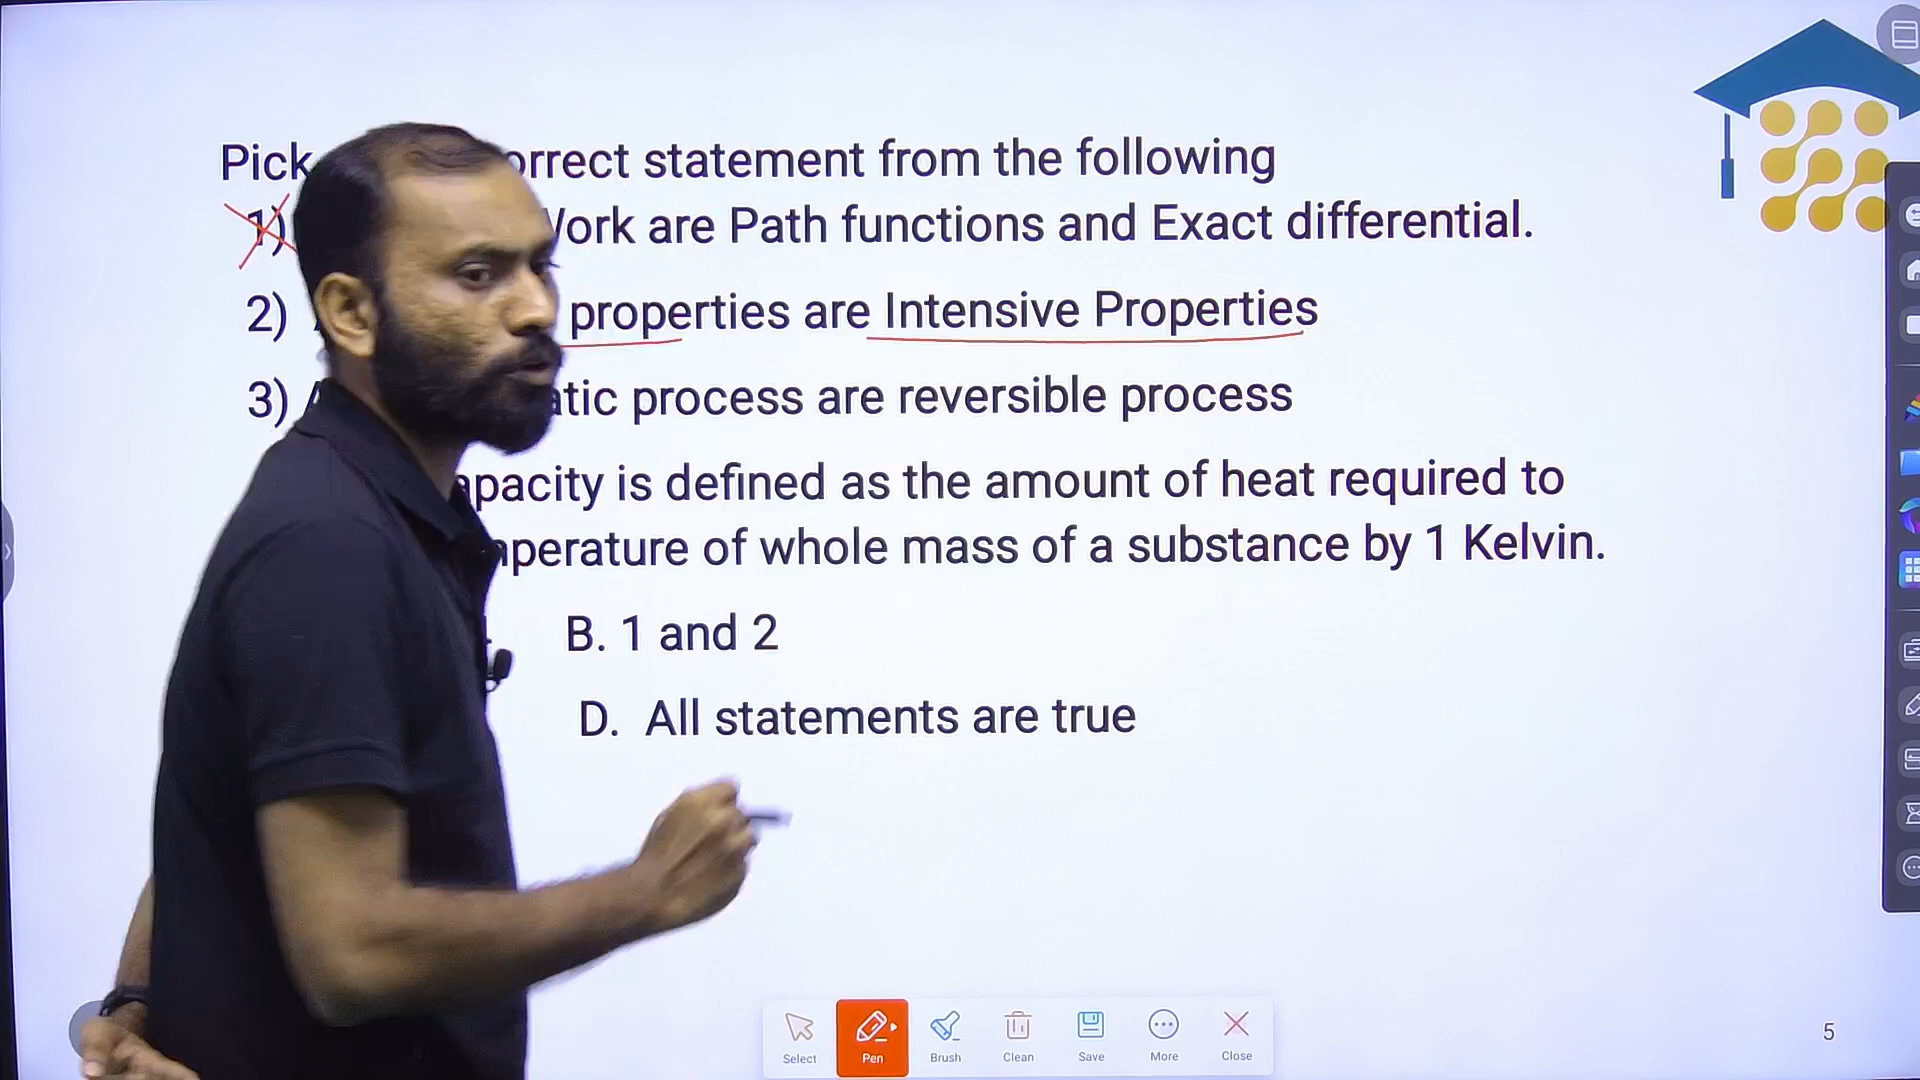 Pick orrect statement from the following
1) Work are Path functions and Exact differential.
2) properties are Intensive Properties
3) atic process are reversible process
apacity is defined as the amount of heat required to
mperature of whole mass of a substance by 1 Kelvin.
B. 1 and 2
D. All statements are true
Select Pen Brush Clean Save More Close
5